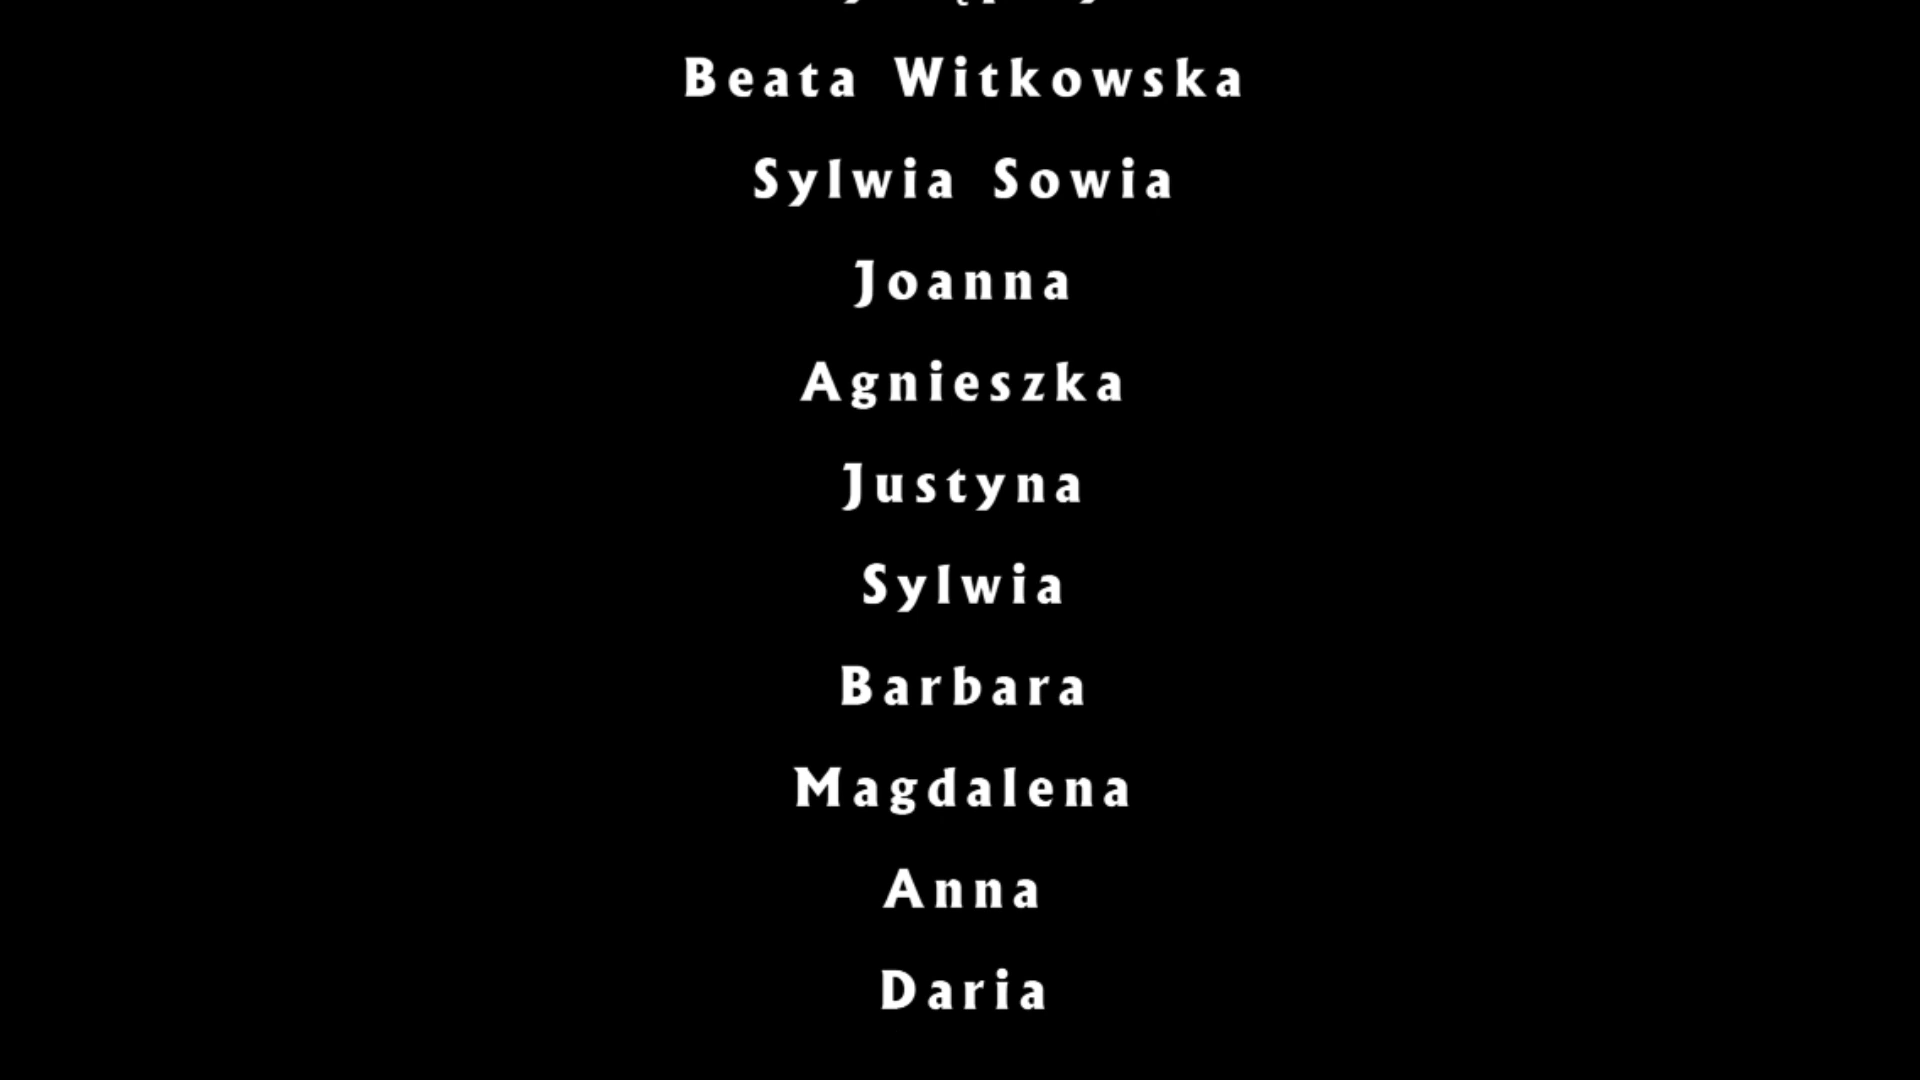 Beata Witkowska
Sylwia Sowia
Joanna
Agnieszka
Justyna
Sylwia
Barbara
Magdalena
Anna
Daria